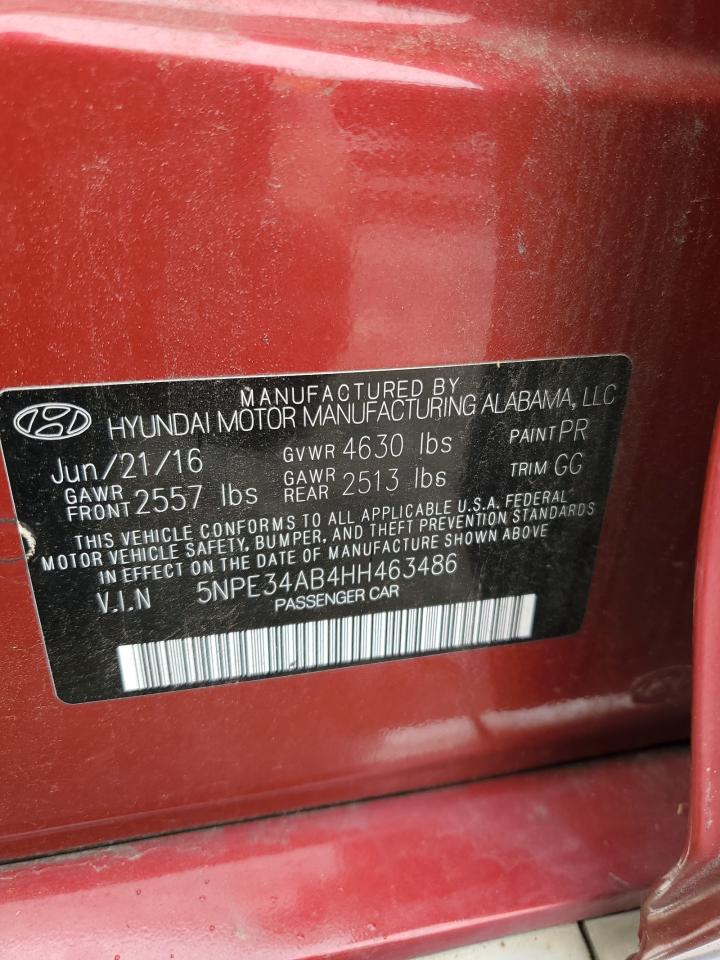 MANUFACTURED BY
HYUNDAI MOTOR MANUFACTURING ALABAMA, LLC
Jun/21/16 GVWR 4630 lbs PAINT PR
GAWR FRONT 2557 lbs GAWR REAR 2513 lbs TRIM GG
THIS VEHICLE CONFORMS TO ALL APPLICABLE U.S.A. FEDERAL
MOTOR VEHICLE SAFETY, BUMPER, AND THEFT PREVENTION STANDARDS
IN EFFECT ON THE DATE OF MANUFACTURE SHOWN ABOVE
V.I.N 5NPE34AB4HH463486
PASSENGER CAR